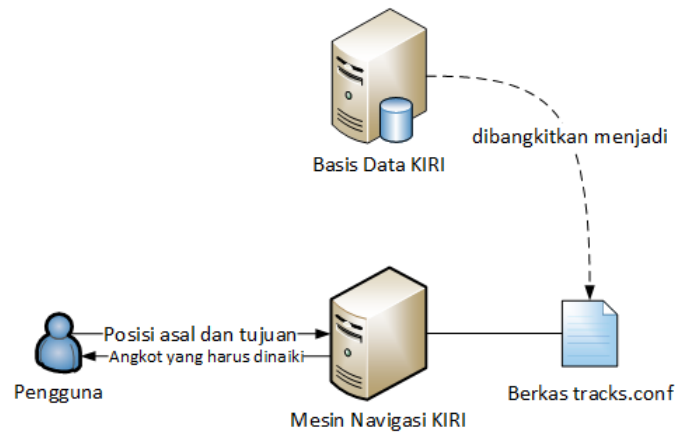 Basis Data KIRI
dibangkitkan menjadi
Posisi asal dan tujuan
Angkot yang harus dinaiki
Pengguna
Mesin Navigasi KIRI
Berkas tracks.conf